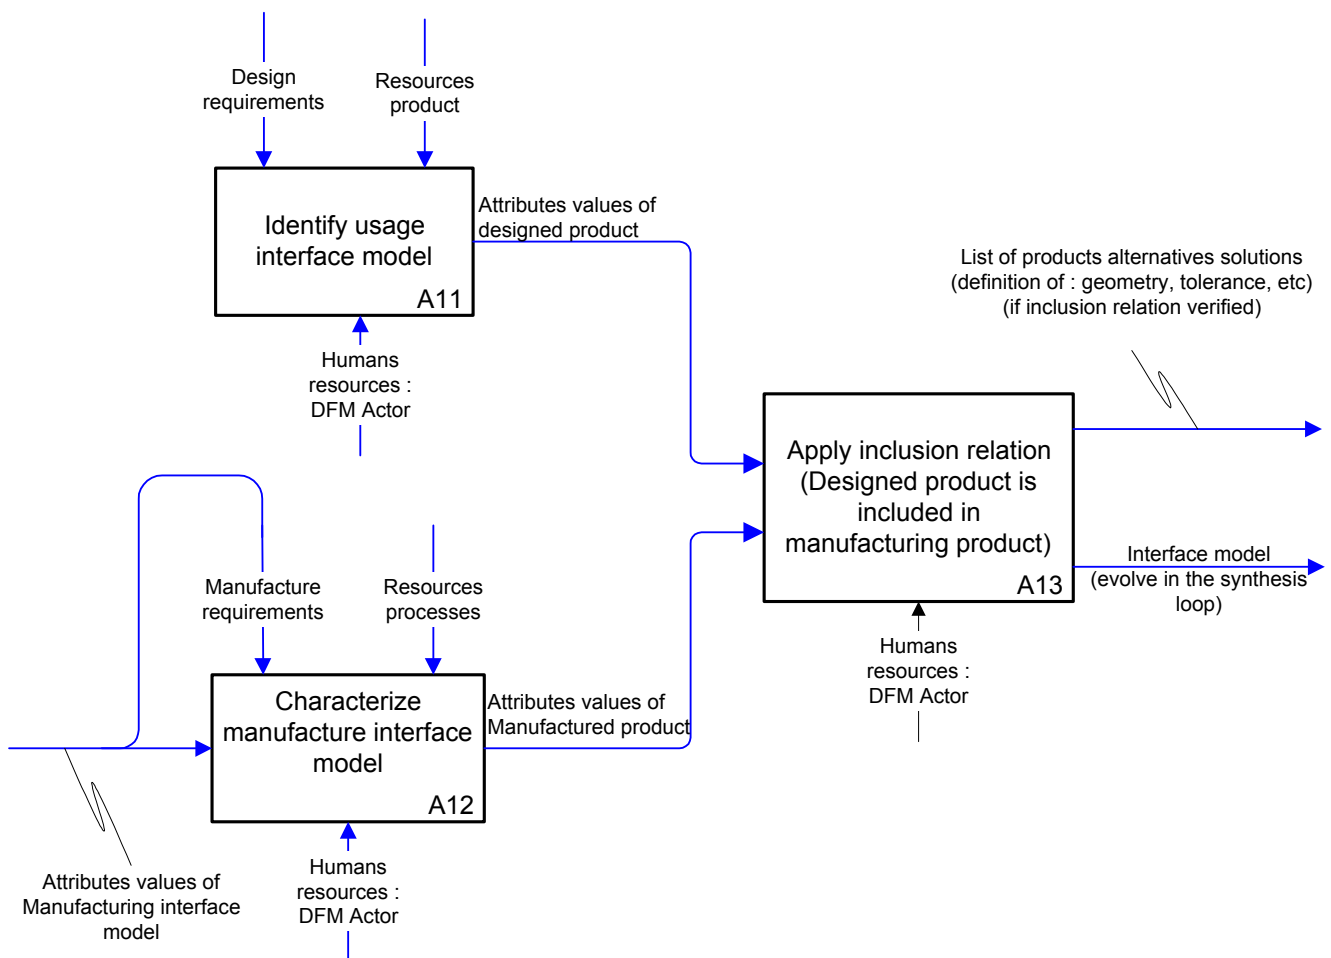 Design
requirements
Resources
product
Identify usage
interface model
A11
Attributes values of
designed product
Humans
resources :
DFM Actor
List of products alternatives solutions
(definition of : geometry, tolerance, etc)
(if inclusion relation verified)
Apply inclusion relation
(Designed product is
included in
manufacturing product)
A13
Interface model
(evolve in the synthesis
loop)
Humans
resources :
DFM Actor
Manufacture
requirements
Resources
processes
Characterize
manufacture interface
model
A12
Attributes values of
Manufactured product
Humans
resources :
DFM Actor
Attributes values of
Manufacturing interface
model